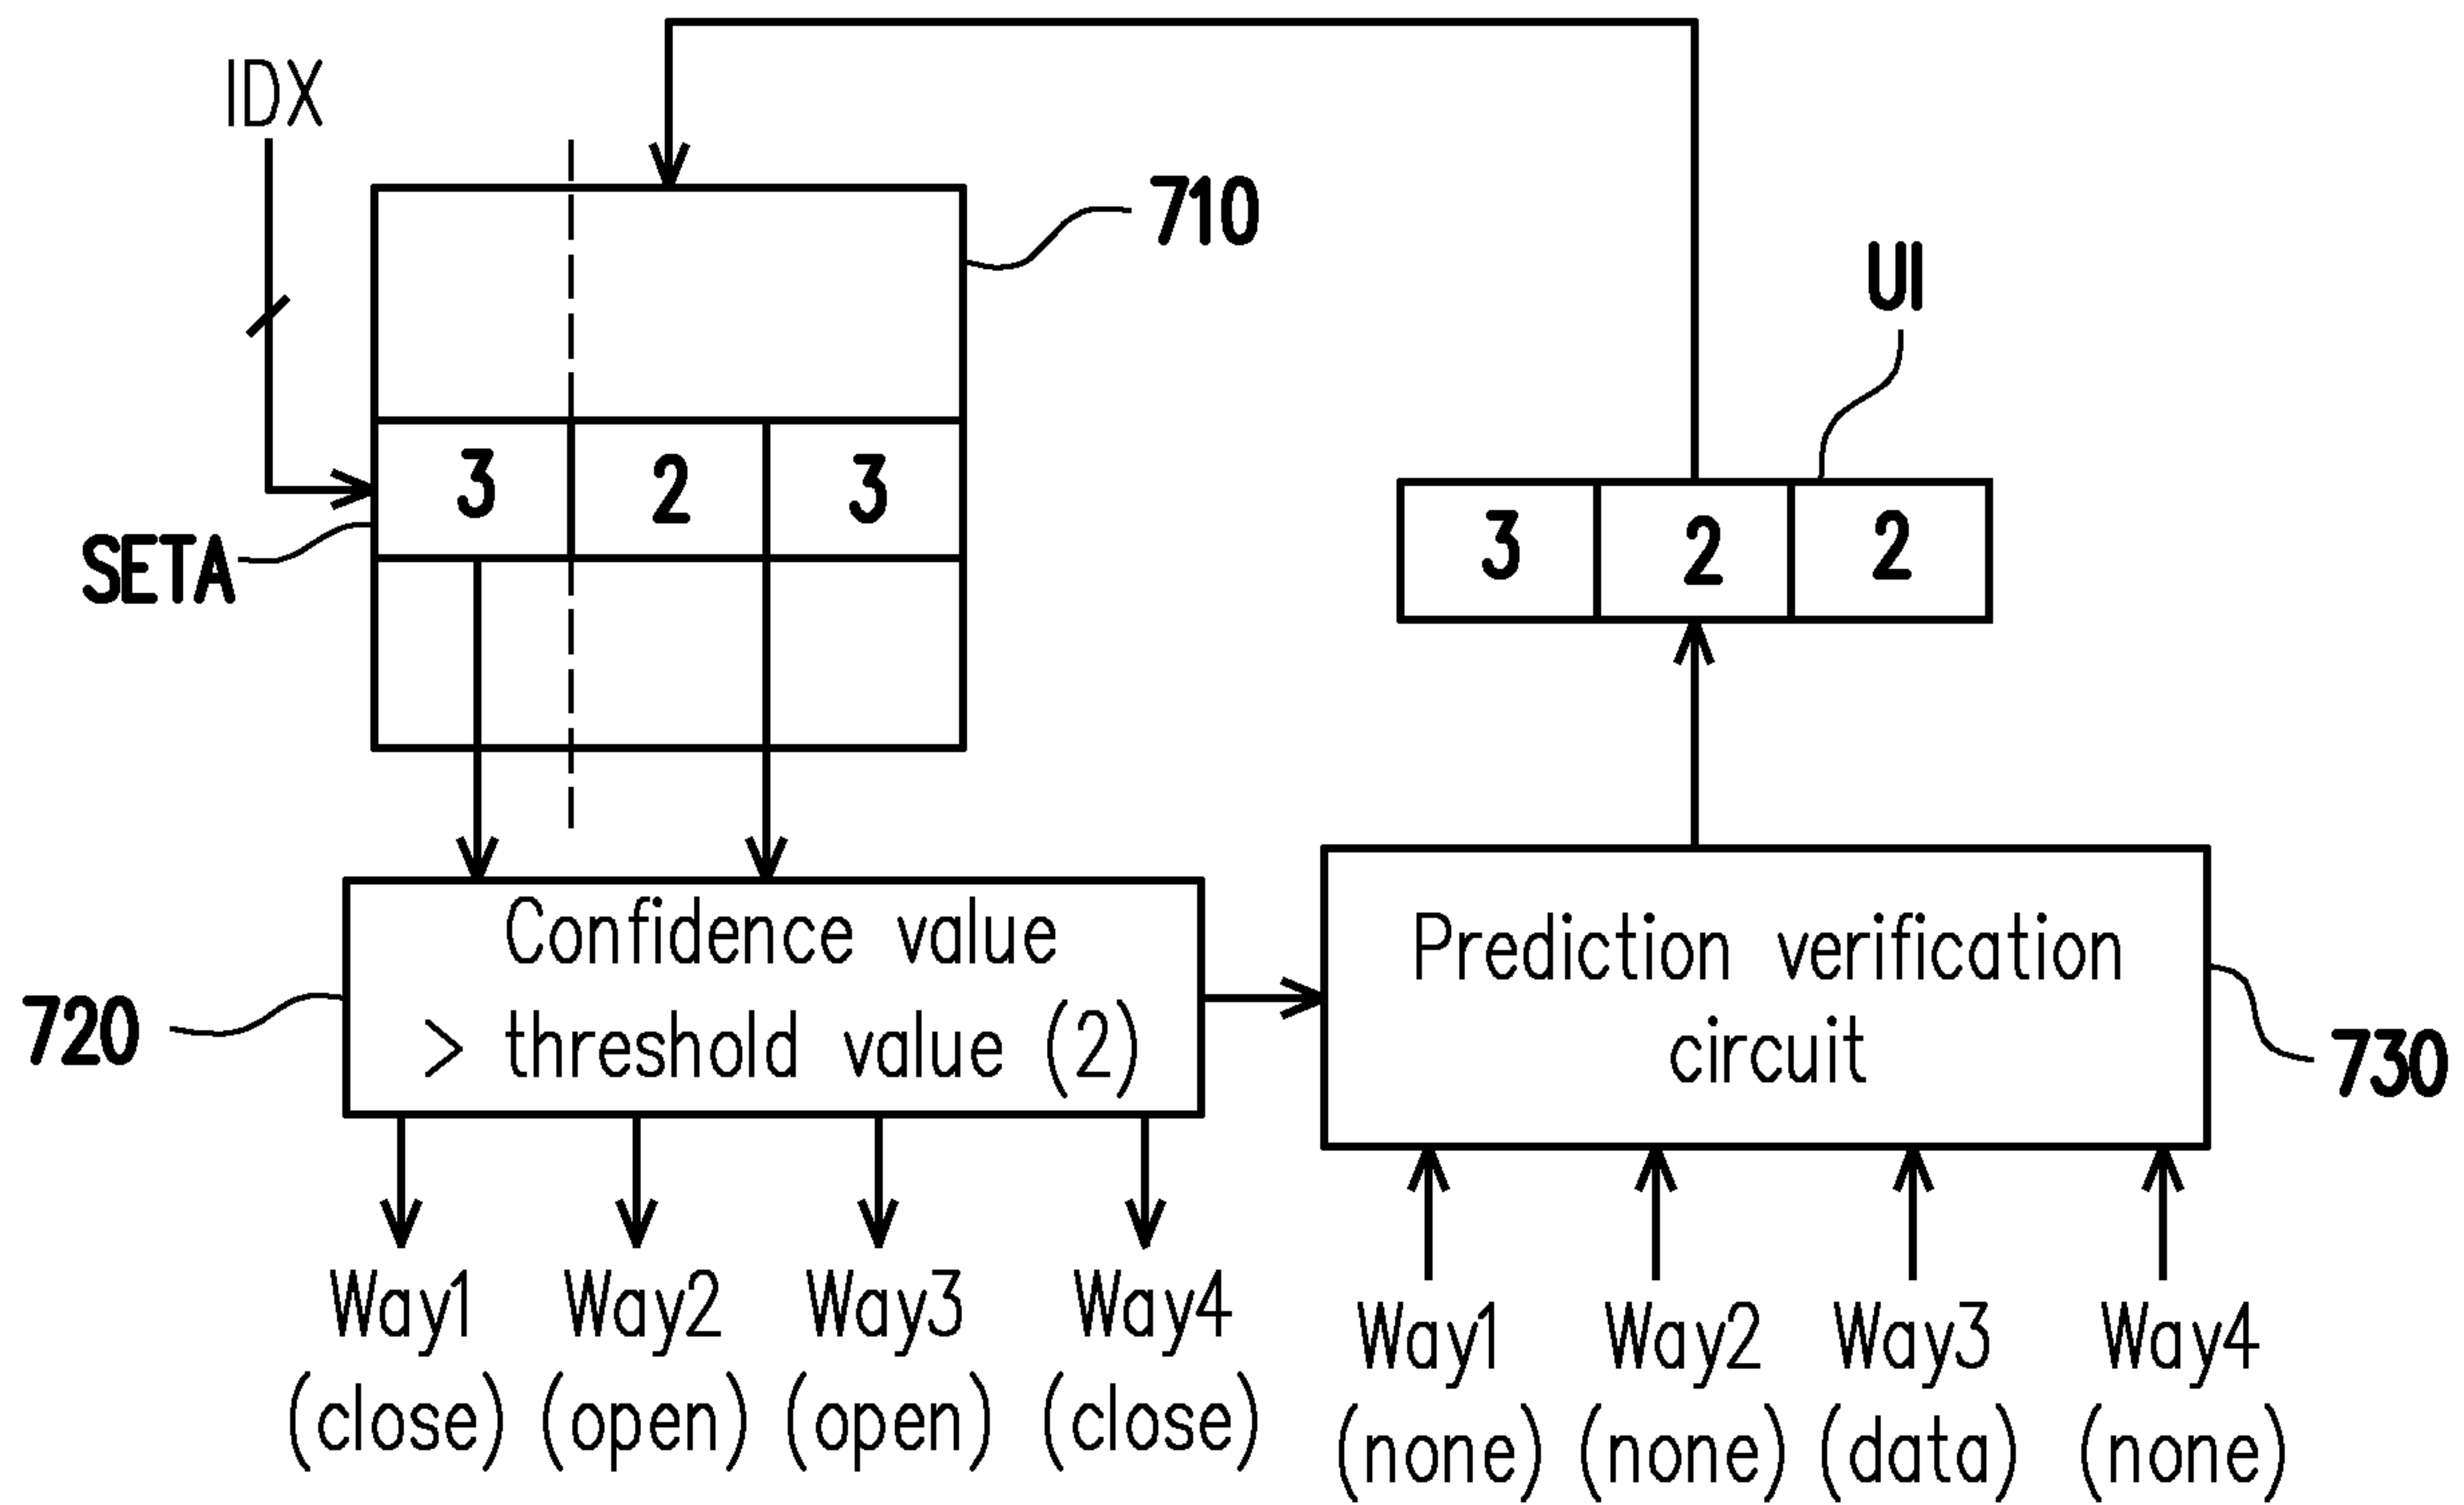 IDX
710
UI
3 2 3
SETA
3 2 2
Confidence value
> threshold value (2)
720
Prediction verification
circuit
730
Way1 Way2 Way3 Way4
(close) (open) (open) (close)
Way1 Way2 Way3 Way4
(none) (none) (data) (none)